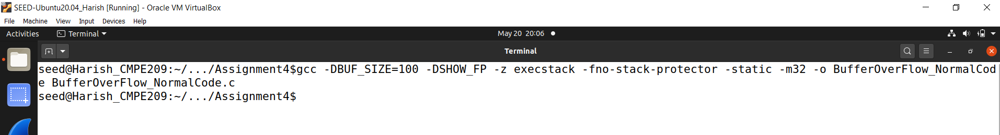 SEED-Ubuntu20.04_Harish [Running] - Oracle VM VirtualBox
File Machine View Input Devices Help
Activities Terminal May 20 20:06
Terminal
seed@Harish_CMPE209:~/.../Assignment4$gcc -DBUF_SIZE=100 -DSHOW_FP -z execstack -fno-stack-protector -static -m32 -o BufferOverFlow_NormalCod
e BufferOverFlow_NormalCode.c
seed@Harish_CMPE209:~/.../Assignment4$